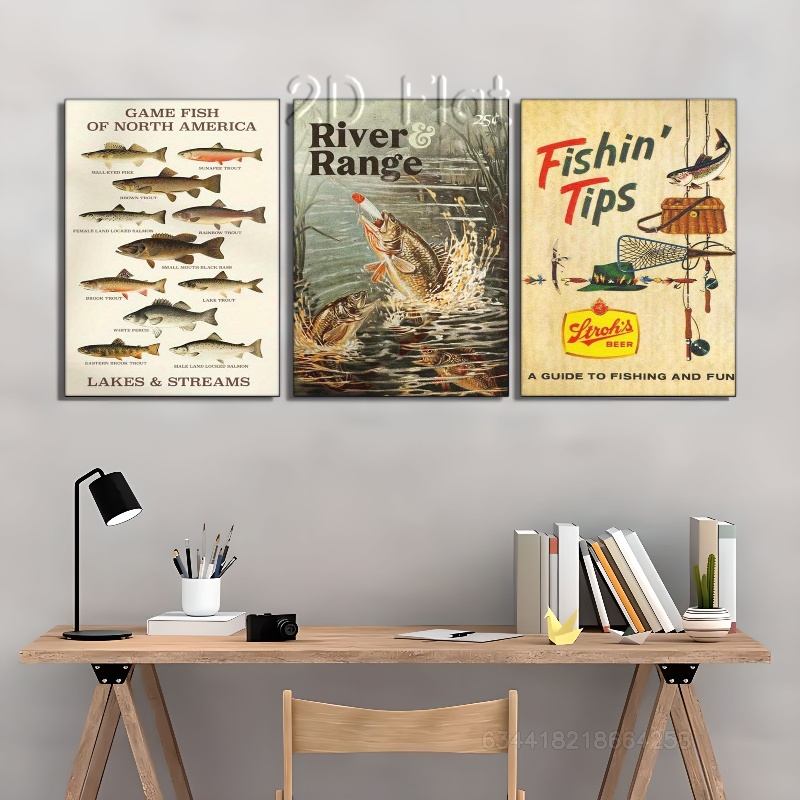 2D Flat
GAME FISH
OF NORTH AMERICA
WALL-EYED PIKE
SUNAPEE TROUT
BROWN TROUT
FEMALE LAND LOCKED SALMON
RAINBOW TROUT
SMALL MOUTH BLACK BASS
BROOK TROUT
LAKE TROUT
WHITE PERCH
EASTERN BROOK TROUT
MALE LAND LOCKED SALMON
LAKES & STREAMS
25¢
River &
Range
Fishin'
Tips
Stroh's
BEER
A GUIDE TO FISHING AND FUN
634418218664253